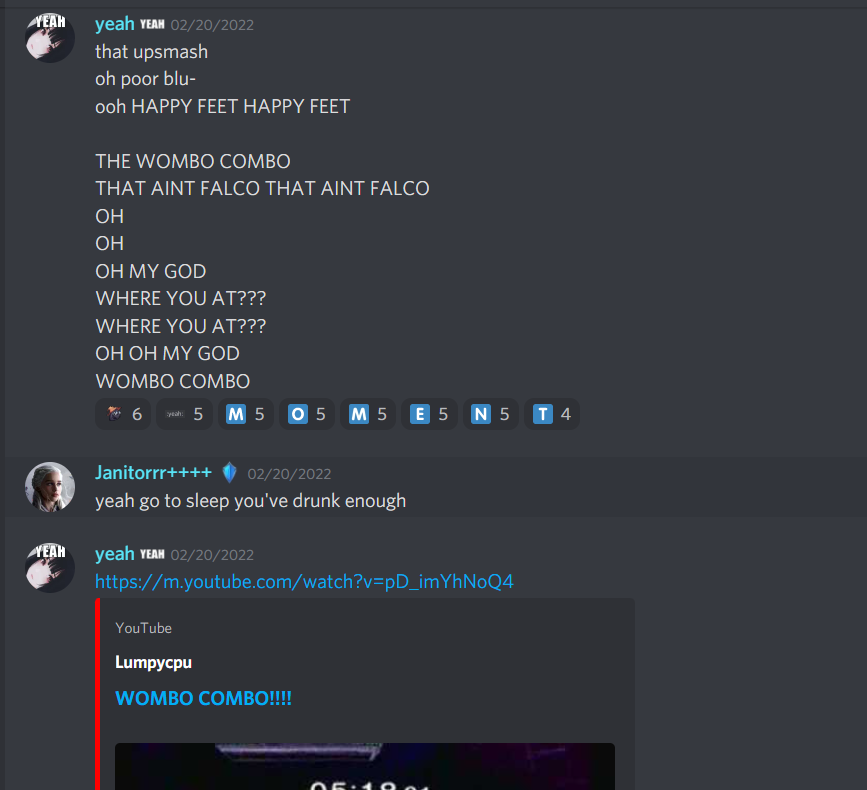 YEAH
yeah YEAH 02/20/2022
that upsmash
oh poor blu-
ooh HAPPY FEET HAPPY FEET
THE WOMBO COMBO
THAT AINT FALCO THAT AINT FALCO
OH
OH
OH MY GOD
WHERE YOU AT???
WHERE YOU AT???
OH OH MY GOD
WOMBO COMBO
6 :yeah: 5 M 5 O 5 M 5 E 5 N 5 T 4
Janitorrr++++ 02/20/2022
yeah go to sleep you've drunk enough
YEAH
yeah YEAH 02/20/2022
https://m.youtube.com/watch?v=pD_imYhNoQ4
YouTube
Lumpycpu
WOMBO COMBO!!!!